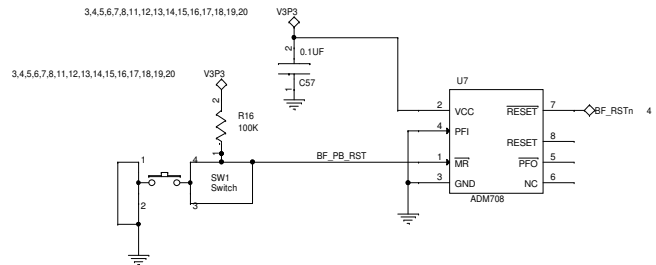 3,4,5,6,7,8,11,12,13,14,15,16,17,18,19,20 V3P3
2 0.1UF
1 C57
3,4,5,6,7,8,11,12,13,14,15,16,17,18,19,20 V3P3
2
R16
100K
1
U7
2 VCC RESET 7 BF_RSTn 4
4 PFI
RESET 8
1 MR PFO 5
3 GND NC 6
ADM708
BF_PB_RST
1 4
SW1
Switch
2 3